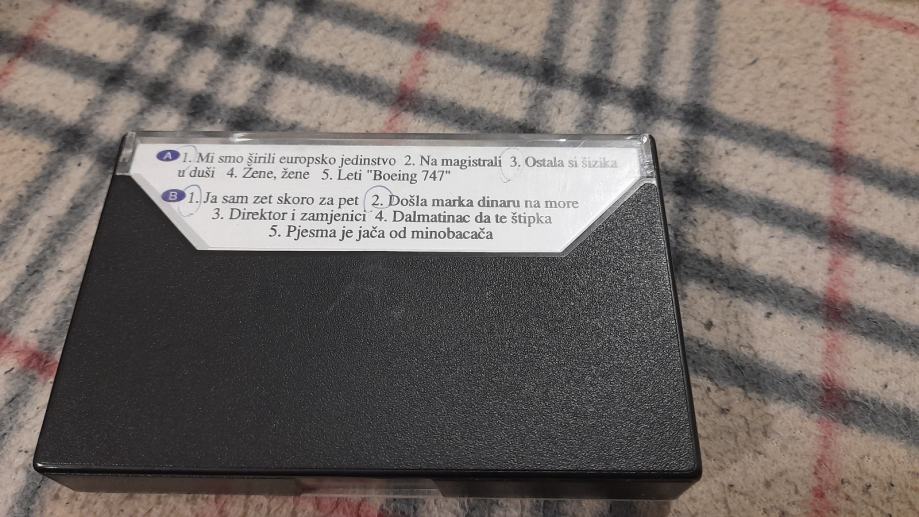 A 1. Mi smo širili europsko jedinstvo 2. Na magistrali 3. Ostala si šizika
u duši 4. Žene, žene 5. Leti "Boeing 747"
B 1. Ja sam zet skoro za pet 2. Došla marka dinaru na more
3. Direktor i zamjenici 4. Dalmatinac da te štipka
5. Pjesma je jača od minobacača